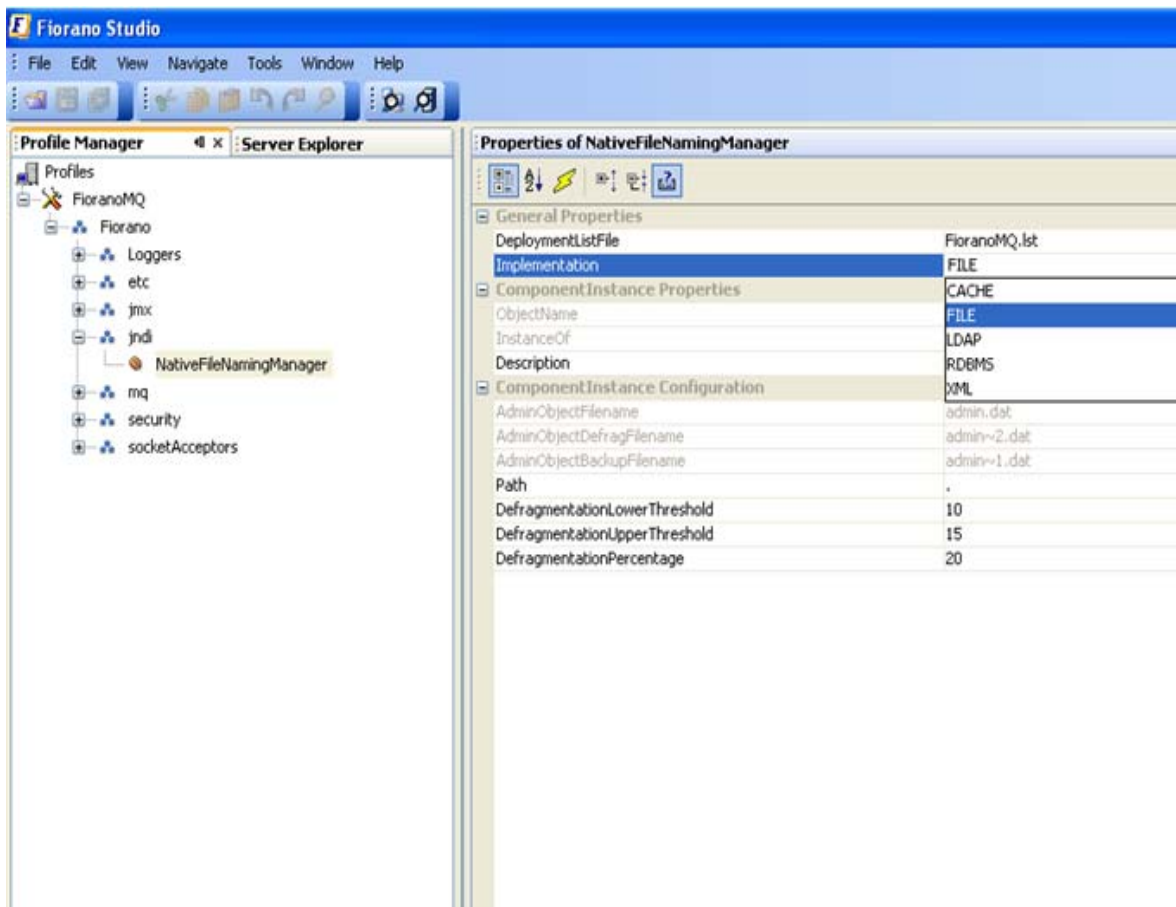 Fiorano Studio
File Edit View Navigate Tools Window Help
Profile Manager
Server Explorer
Profiles
FioranoMQ
Fiorano
Loggers
etc
jmx
jndi
NativeFileNamingManager
mq
security
socketAcceptors
Properties of NativeFileNamingManager
General Properties
DeploymentListFile FioranoMQ.lst
Implementation FILE
ComponentInstance Properties CACHE
ObjectName FILE
InstanceOf LDAP
Description RDBMS
ComponentInstance Configuration XML
AdminObjectFilename admin.dat
AdminObjectDefragFilename admin~2.dat
AdminObjectBackupFilename admin~1.dat
Path .
DefragmentationLowerThreshold 10
DefragmentationUpperThreshold 15
DefragmentationPercentage 20